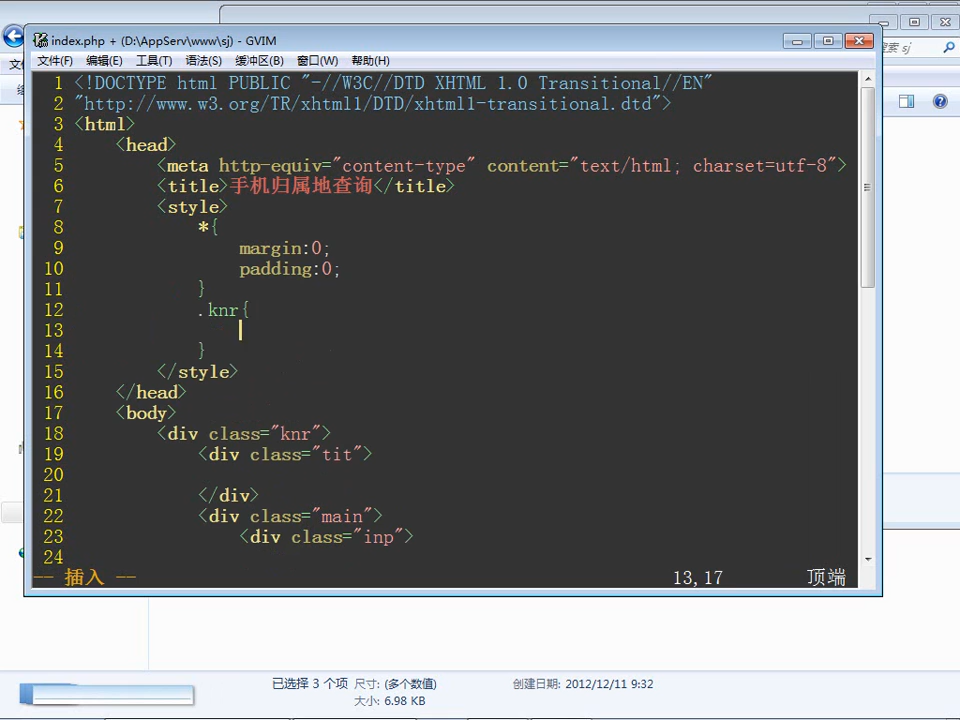 index.php + (D:\AppServ\www\sj) - GVIM
文件(F) 编辑(E) 工具(T) 语法(S) 缓冲区(B) 窗口(W) 帮助(H)
1 <!DOCTYPE html PUBLIC "-//W3C//DTD XHTML 1.0 Transitional//EN"
2 "http://www.w3.org/TR/xhtml1/DTD/xhtml1-transitional.dtd">
3 <html>
4 <head>
5 <meta http-equiv="content-type" content="text/html; charset=utf-8">
6 <title>手机归属地查询</title>
7 <style>
8 *{
9 margin:0;
10 padding:0;
11 }
12 .knr{
13
14 }
15 </style>
16 </head>
17 <body>
18 <div class="knr">
19 <div class="tit">
20
21 </div>
22 <div class="main">
23 <div class="inp">
24
-- 插入 -- 13,17 顶端
已选择 3 个项 尺寸: (多个数值) 创建日期: 2012/12/11 9:32
大小: 6.98 KB